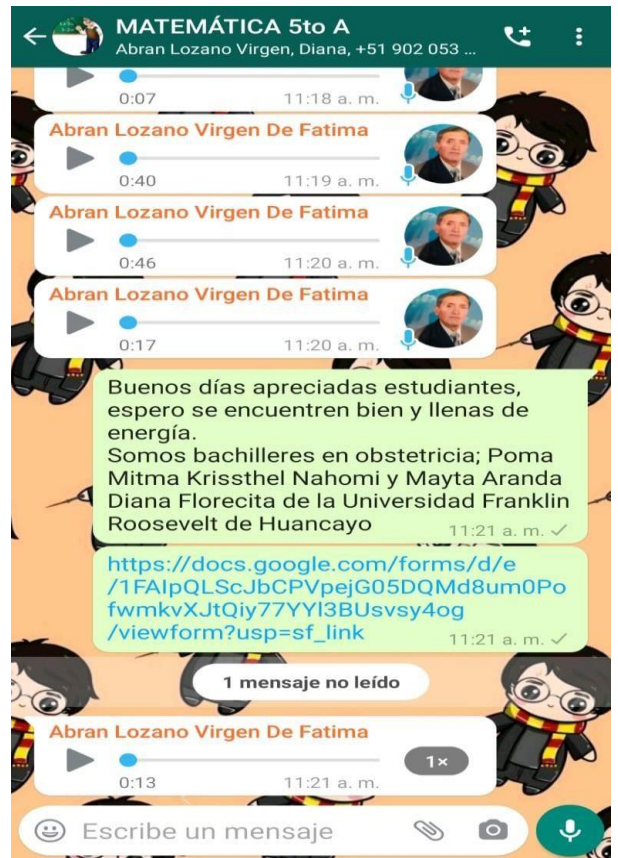 MATEMÁTICA 5to A
Abran Lozano Virgen, Diana, +51 902 053 ...
0:07 11:18 a. m.
Abran Lozano Virgen De Fatima
0:40 11:19 a. m.
Abran Lozano Virgen De Fatima
0:46 11:20 a. m.
Abran Lozano Virgen De Fatima
0:17 11:20 a. m.
Buenos días apreciadas estudiantes,
espero se encuentren bien y llenas de
energía.
Somos bachilleres en obstetricia; Poma
Mitma Krissthel Nahomi y Mayta Aranda
Diana Florecita de la Universidad Franklin
Roosevelt de Huancayo 11:21 a. m.
https://docs.google.com/forms/d/e
/1FAIpQLScJbCPVpejG05DQMd8um0Po
fwmkvXJtQiy77YYl3BUsvsy4og
/viewform?usp=sf_link 11:21 a. m.
1 mensaje no leído
Abran Lozano Virgen De Fatima
1×
0:13 11:21 a. m.
Escribe un mensaje